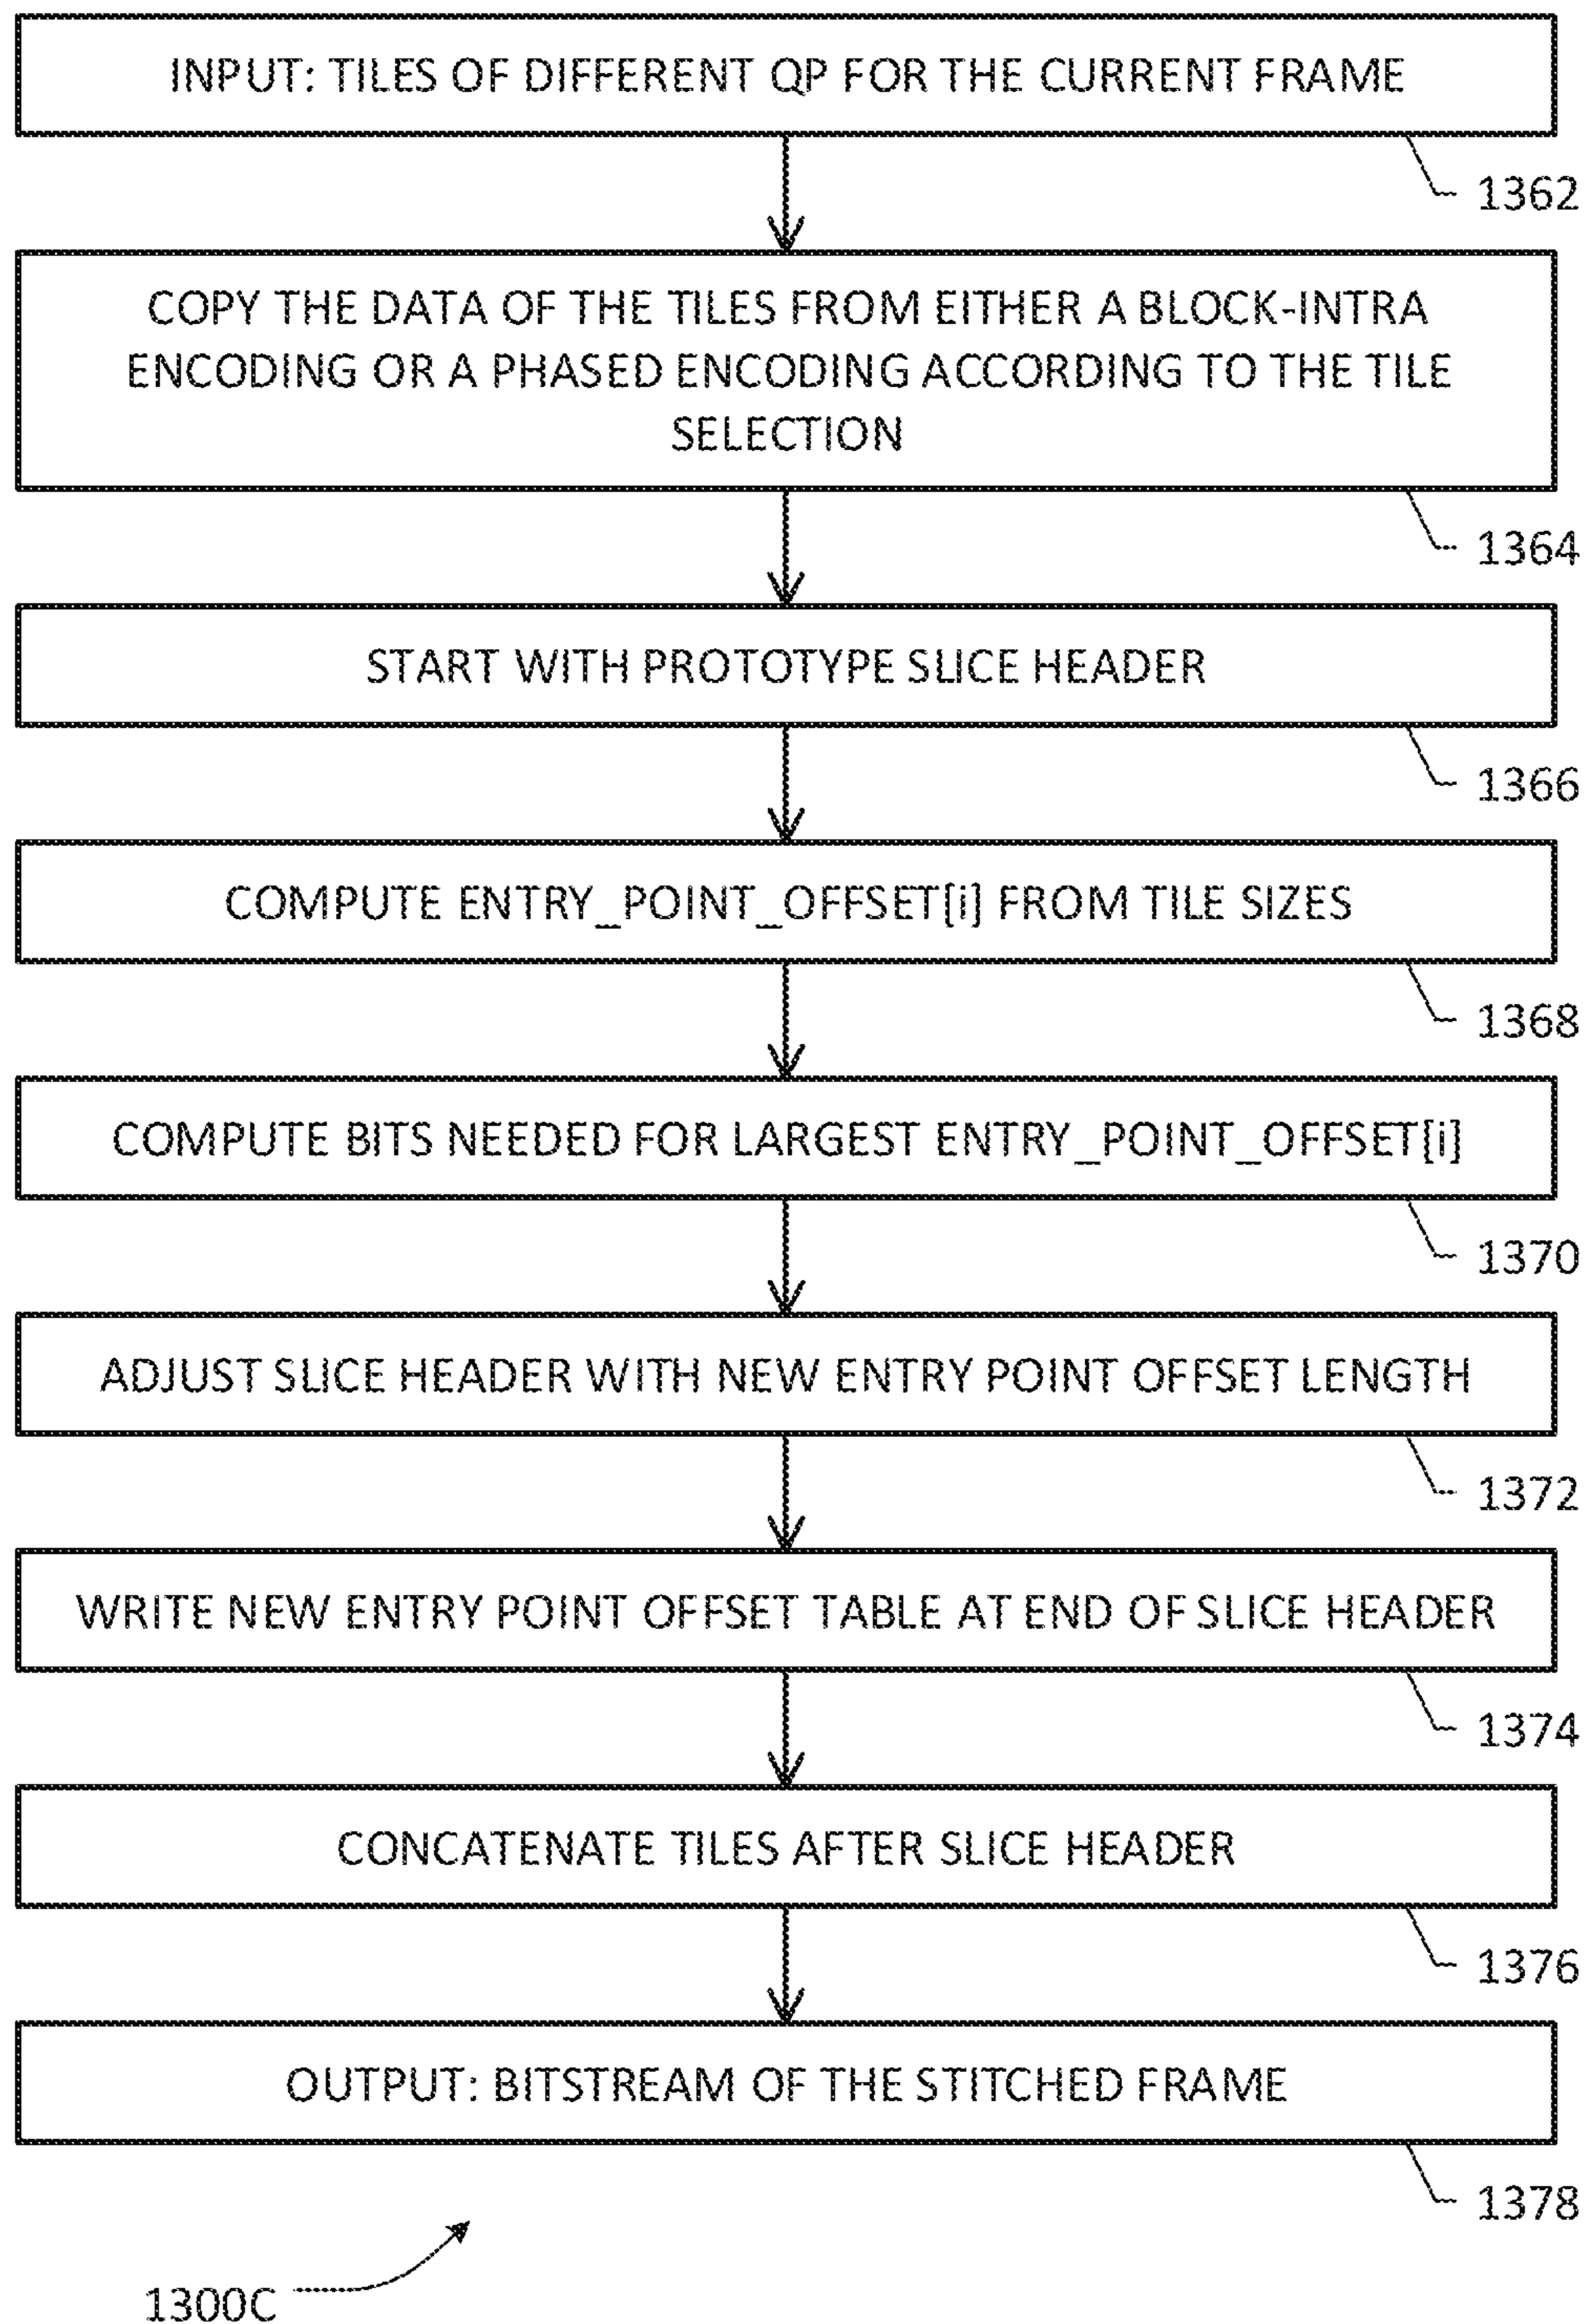 INPUT: TILES OF DIFFERENT QP FOR THE CURRENT FRAME
1362
COPY THE DATA OF THE TILES FROM EITHER A BLOCK-INTRA
ENCODING OR A PHASED ENCODING ACCORDING TO THE TILE
SELECTION
1364
START WITH PROTOTYPE SLICE HEADER
1366
COMPUTE ENTRY_POINT_OFFSET[i] FROM TILE SIZES
1368
COMPUTE BITS NEEDED FOR LARGEST ENTRY_POINT_OFFSET[i]
1370
ADJUST SLICE HEADER WITH NEW ENTRY POINT OFFSET LENGTH
1372
WRITE NEW ENTRY POINT OFFSET TABLE AT END OF SLICE HEADER
1374
CONCATENATE TILES AFTER SLICE HEADER
1376
OUTPUT: BITSTREAM OF THE STITCHED FRAME
1378
1300C